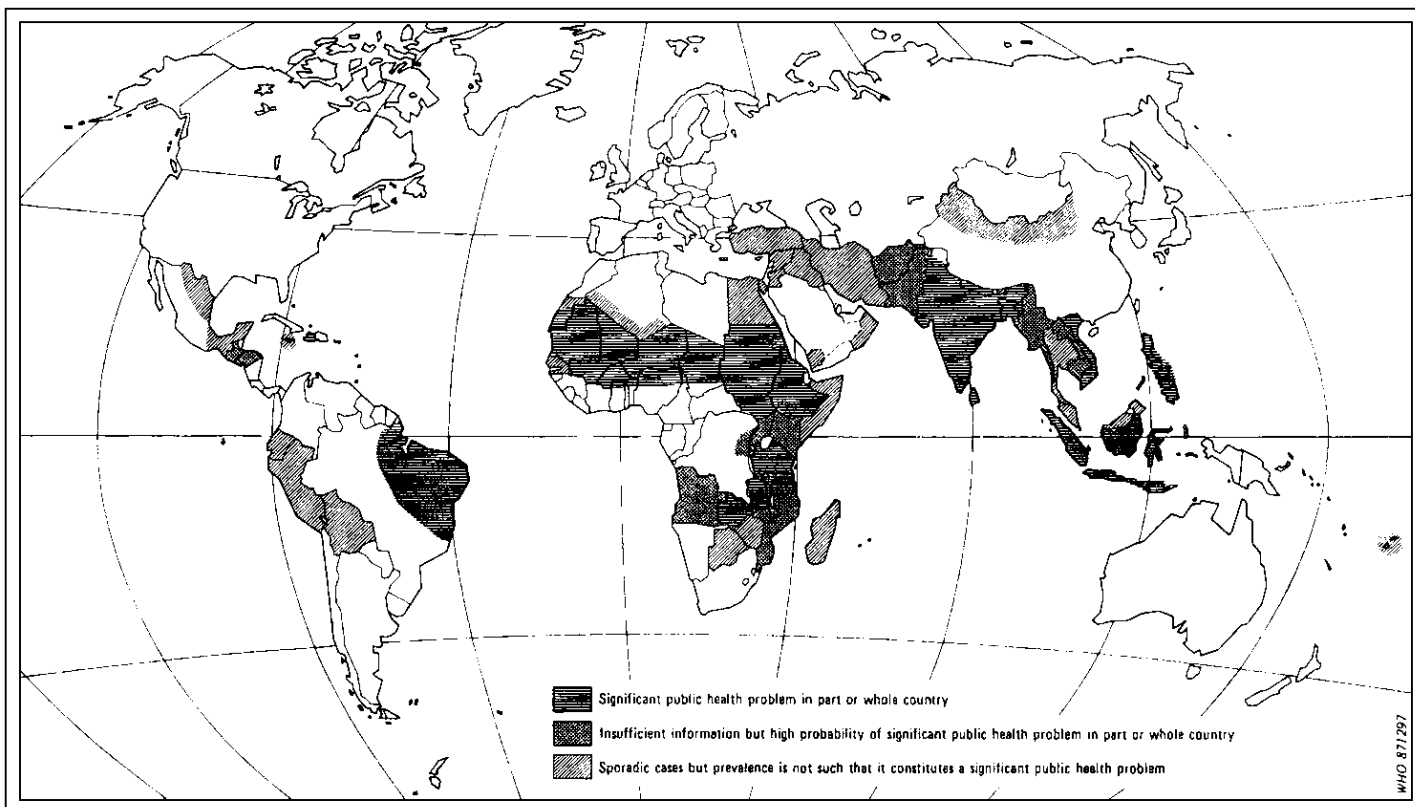 Significant public health problem in part or whole country
Insufficient information but high probability of significant public health problem in part or whole country
Sporadic cases but prevalence is not such that it constitutes a significant public health problem
WHO 871297